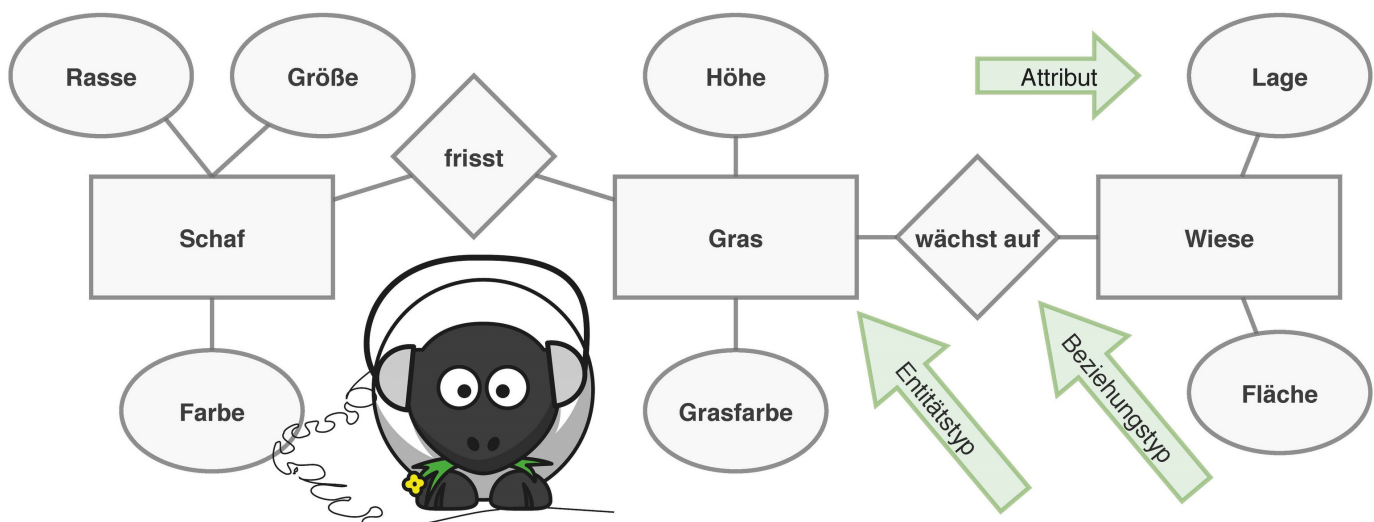 Rasse
Größe
Höhe
Attribut
Lage
frisst
Schaf
Gras
wächst auf
Wiese
Farbe
Grasfarbe
Entitätstyp
Beziehungstyp
Fläche